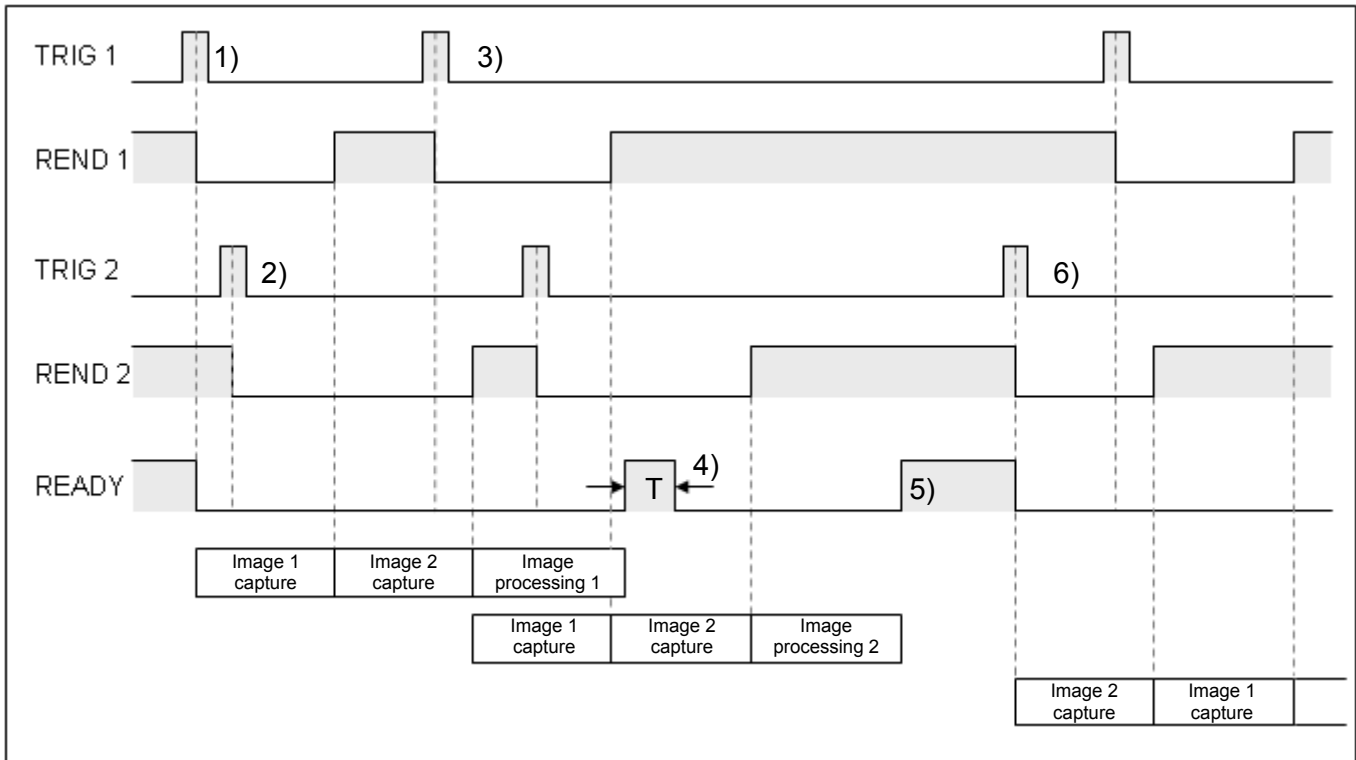 TRIG 1
1)
3)
REND 1
TRIG 2
2)
6)
REND 2
READY
T
4)
5)
Image 1
capture
Image 2
capture
Image
processing 1
Image 1
capture
Image 2
capture
Image
processing 2
Image 2
capture
Image 1
capture